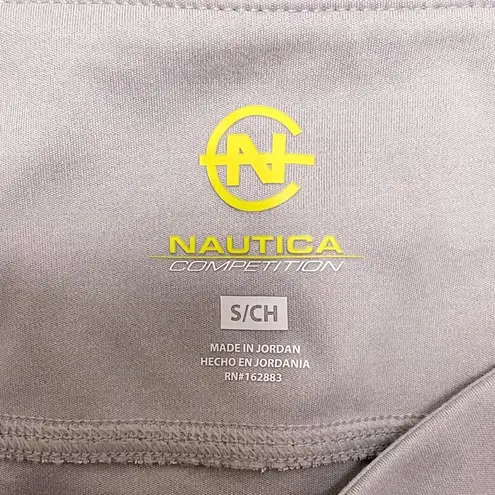 N
NAUTICA
COMPETITION
S/CH
MADE IN JORDAN
HECHO EN JORDANIA
RN#162883